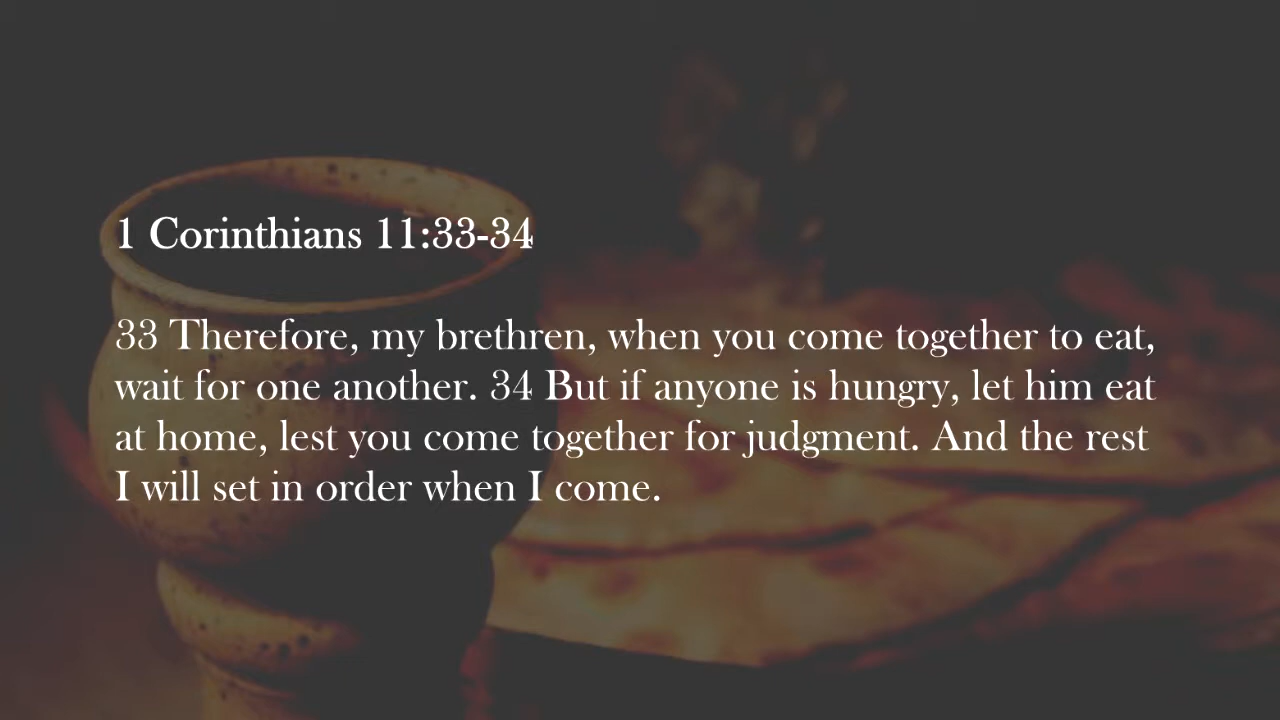 1 Corinthians 11:33-34
33 Therefore, my brethren, when you come together to eat,
wait for one another. 34 But if anyone is hungry, let him eat
at home, lest you come together for judgment. And the rest
I will set in order when I come.